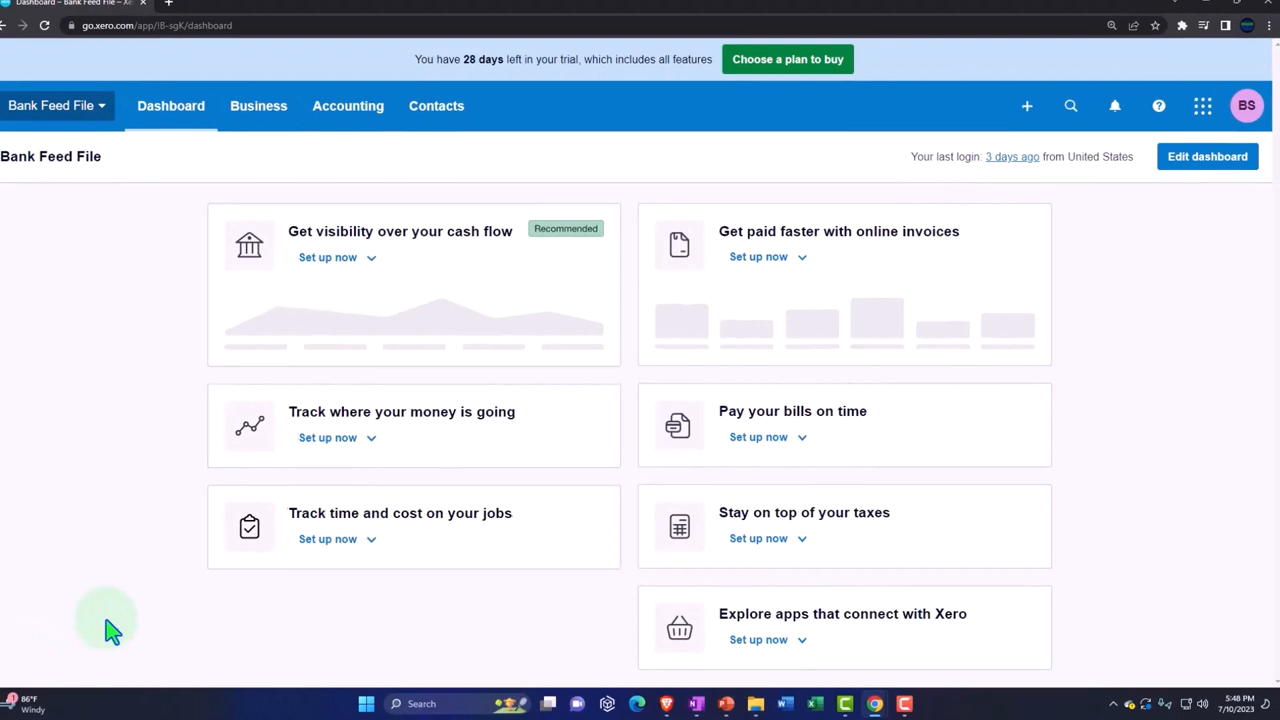 Dashboard – Bank Feed File – X
go.xero.com/app/!B-sgK/dashboard
You have 28 days left in your trial, which includes all features
Choose a plan to buy
Bank Feed File
Dashboard
Business
Accounting
Contacts
BS
Bank Feed File
Your last login: 3 days ago from United States
Edit dashboard
Get visibility over your cash flow
Recommended
Set up now
Get paid faster with online invoices
Set up now
Track where your money is going
Set up now
Pay your bills on time
Set up now
Track time and cost on your jobs
Set up now
Stay on top of your taxes
Set up now
Explore apps that connect with Xero
Set up now
1
86°F
Windy
Search
5:48 PM
7/10/2023